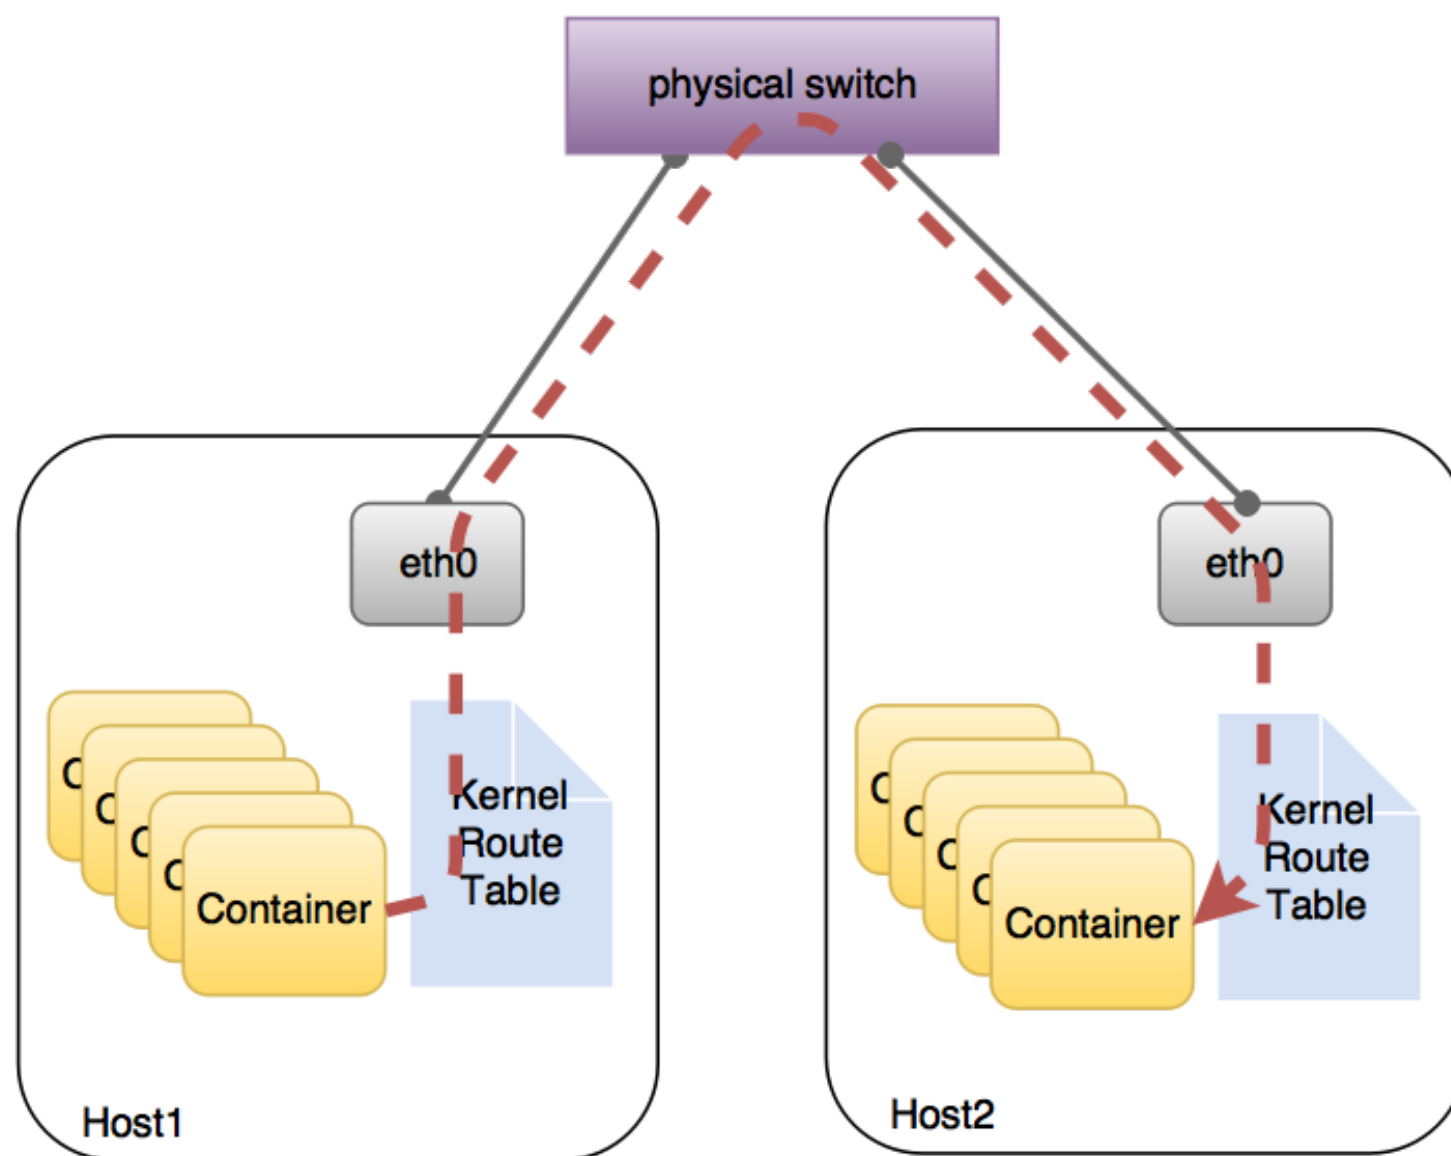 physical switch
eth0
eth0
C
C
C
C
Container
Kernel
Route
Table
C
C
C
C
Container
Kernel
Route
Table
Host1
Host2